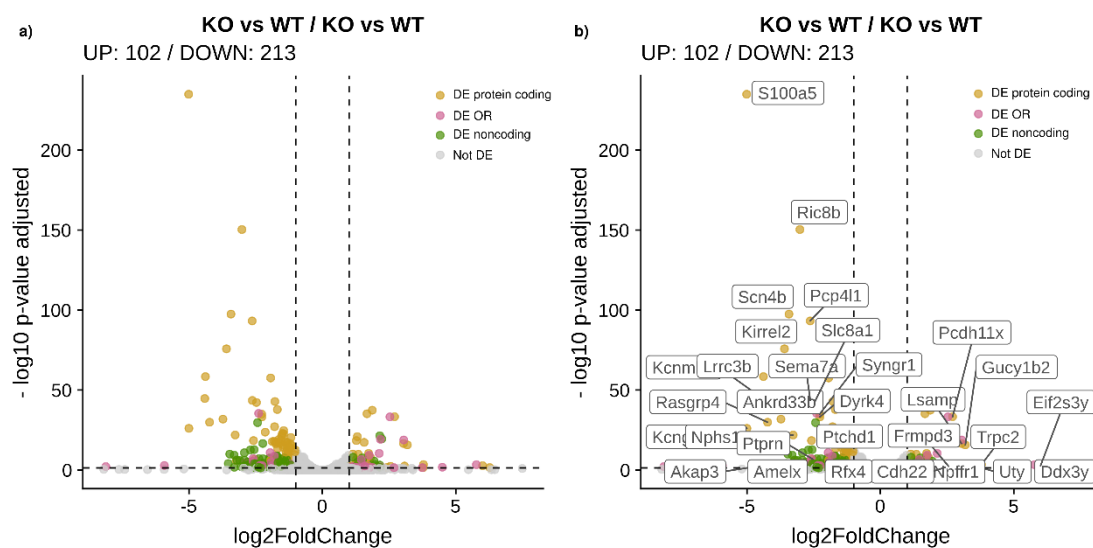 a)
KO vs WT / KO vs WT
UP: 102 / DOWN: 213
DE protein coding
DE OR
DE noncoding
Not DE
- log10 p-value adjusted
200
150
100
50
0
-5
0
5
log2FoldChange
b)
KO vs WT / KO vs WT
UP: 102 / DOWN: 213
S100a5
DE protein coding
DE OR
DE noncoding
Not DE
- log10 p-value adjusted
200
150
100
50
0
Ric8b
Scn4b
Pcp4l1
Kirrel2
Slc8a1
Pcdh11x
Kcnm
Lrrc3b
Sema7a
Syngr1
Gucy1b2
Rasgrp4
Ankrd33b
Dyrk4
Lsamp
Eif2s3y
Kcng
Nphs1
Ptprn
Ptchd1
Frmpd3
Trpc2
Akap3
Amelx
Rfx4
Cdh22
Npffr1
Uty
Ddx3y
-5
0
5
log2FoldChange